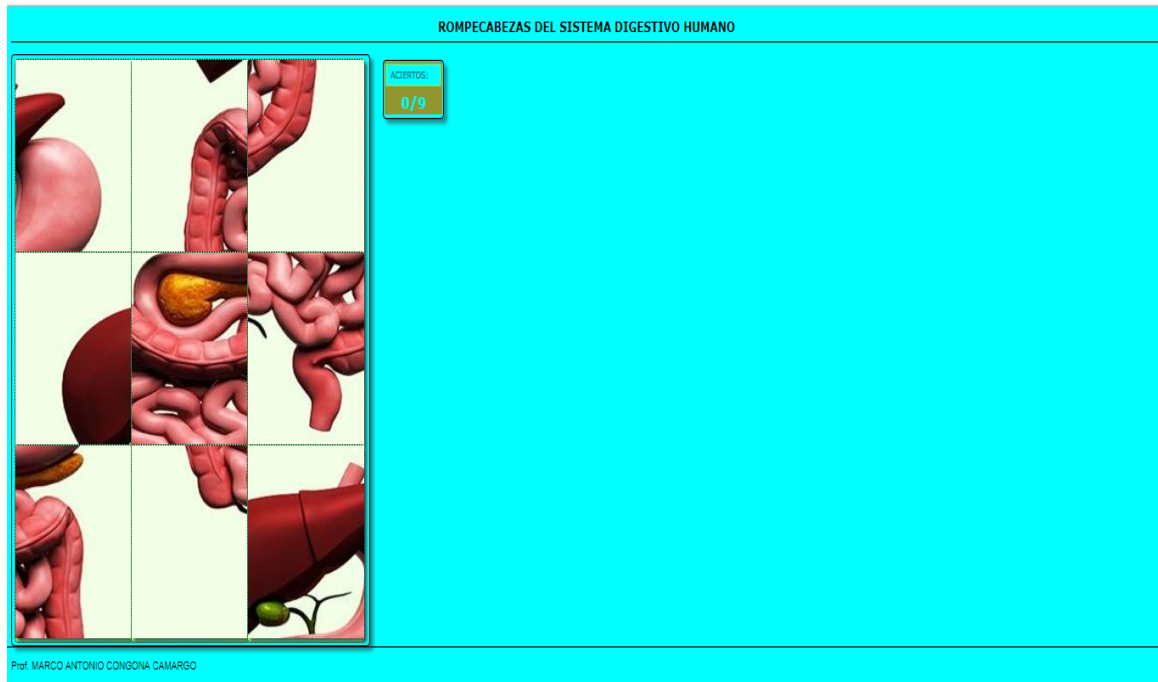 ROMPECABEZAS DEL SISTEMA DIGESTIVO HUMANO
ACIERTOS:
0/9
Prof. MARCO ANTONIO CONGONA CAMARGO